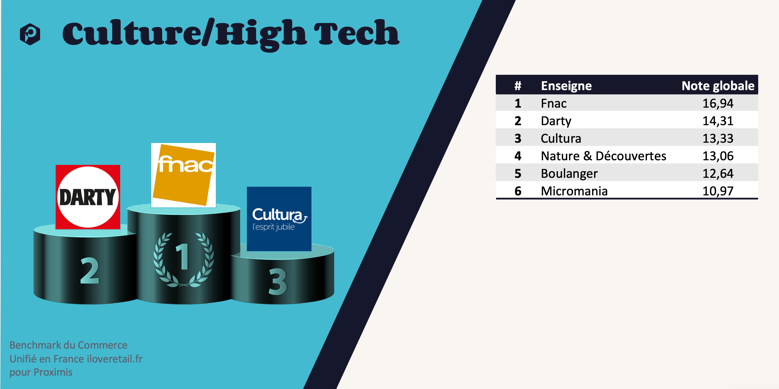 Culture/High Tech
# Enseigne Note globale
1 Fnac 16,94
2 Darty 14,31
3 Cultura 13,33
4 Nature & Découvertes 13,06
5 Boulanger 12,64
6 Micromania 10,97
fnac
DARTY
Cultura
l'esprit jubile
1
2
3
Benchmark du Commerce
Unifié en France iloveretail.fr
pour Proximis